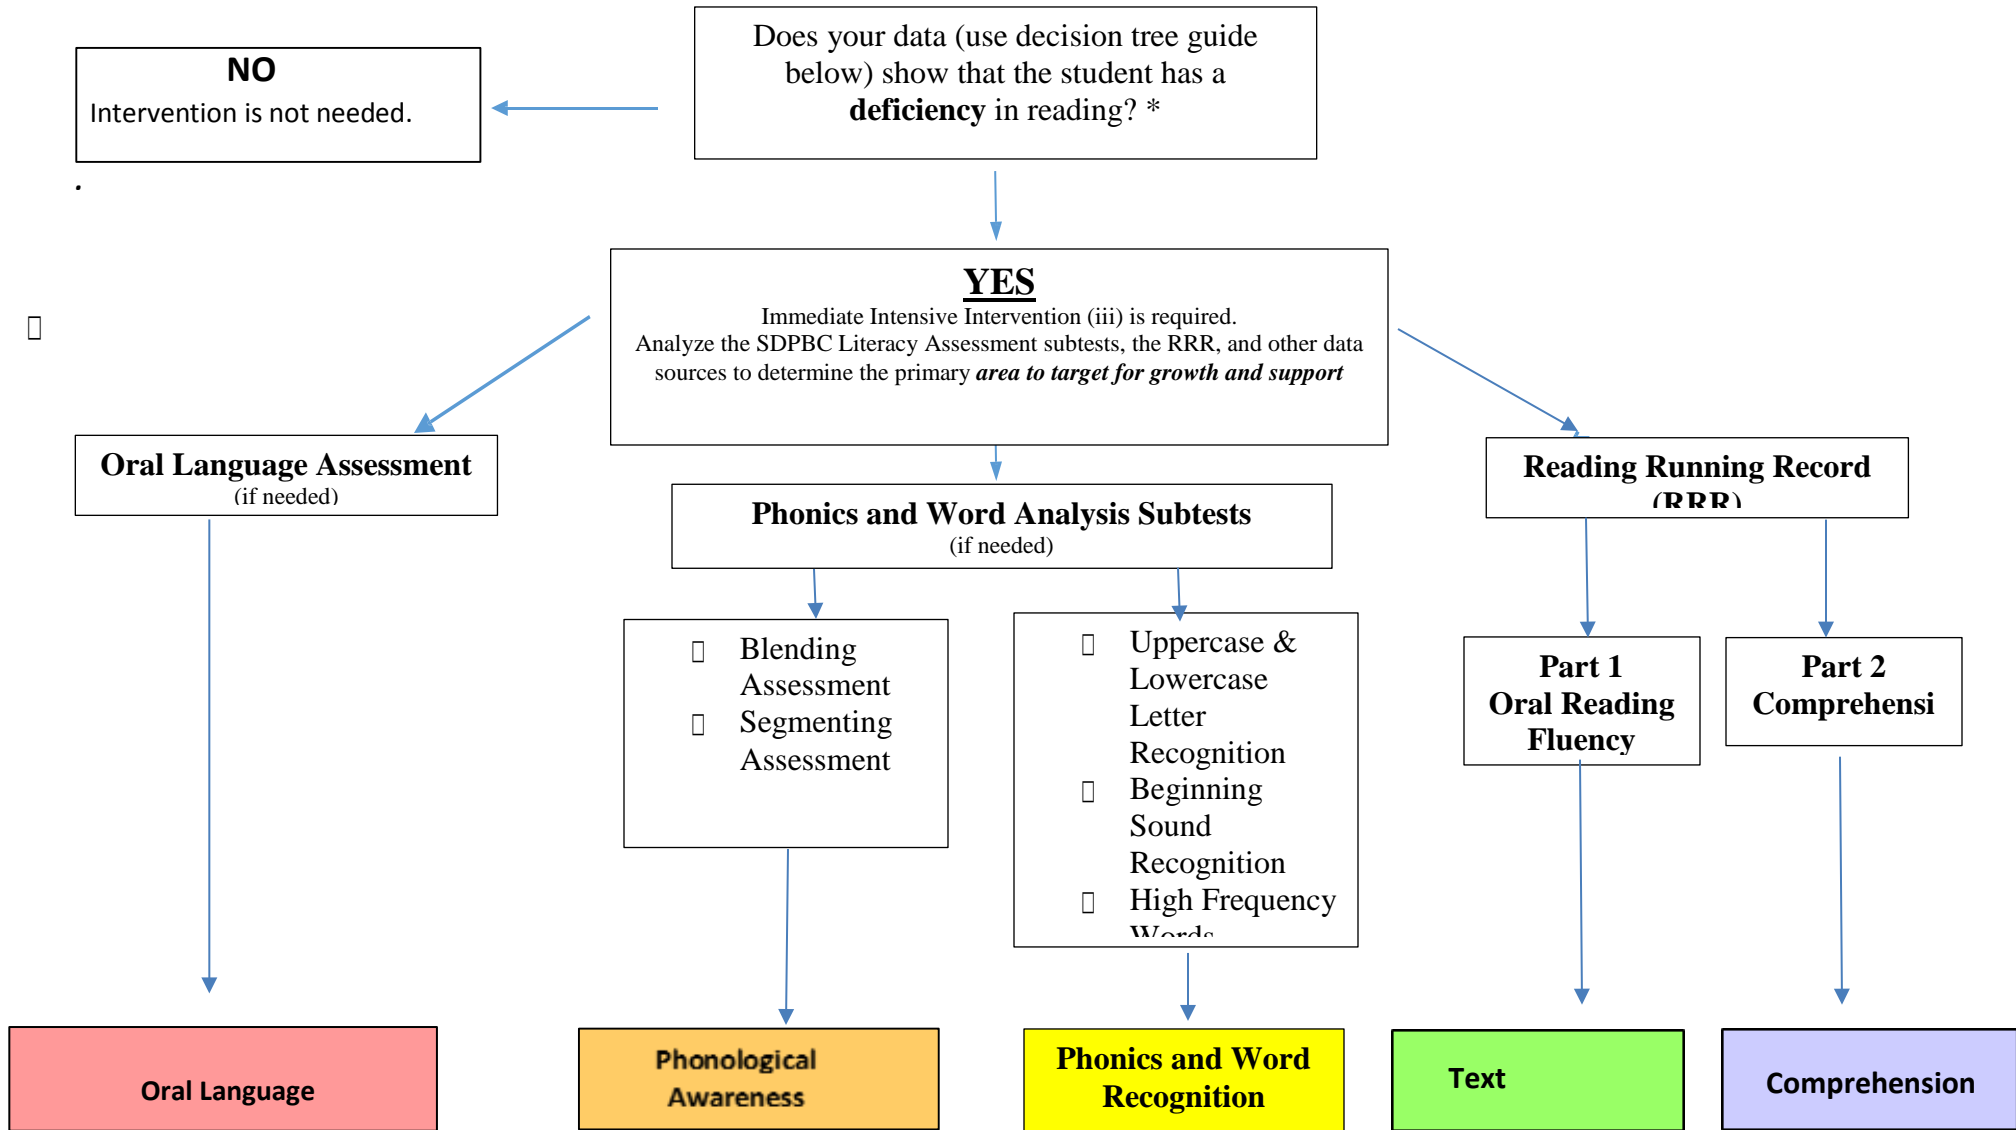 Does your data (use decision tree guide
below) show that the student has a
deficiency in reading? *
NO
Intervention is not needed.
.
YES
Immediate Intensive Intervention (iii) is required.
Analyze the SDPBC Literacy Assessment subtests, the RRR, and other data
sources to determine the primary area to target for growth and support
Oral Language Assessment
(if needed)
Phonics and Word Analysis Subtests
(if needed)
Reading Running Record
(RRR)
Blending
Assessment
Segmenting
Assessment
Uppercase &
Lowercase
Letter
Recognition
Beginning
Sound
Recognition
High Frequency
Words
Part 1
Oral Reading
Fluency
Part 2
Comprehensi
Oral Language
Phonological
Awareness
Phonics and Word
Recognition
Text
Comprehension